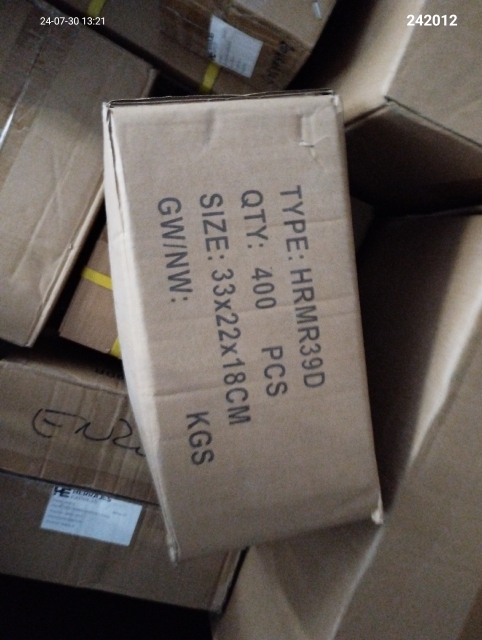 24-07-30 13:21
242012
TYPE: HRMR39D
QTY: 400 PCS
SIZE: 33x22x18CM
GW/NW: KGS